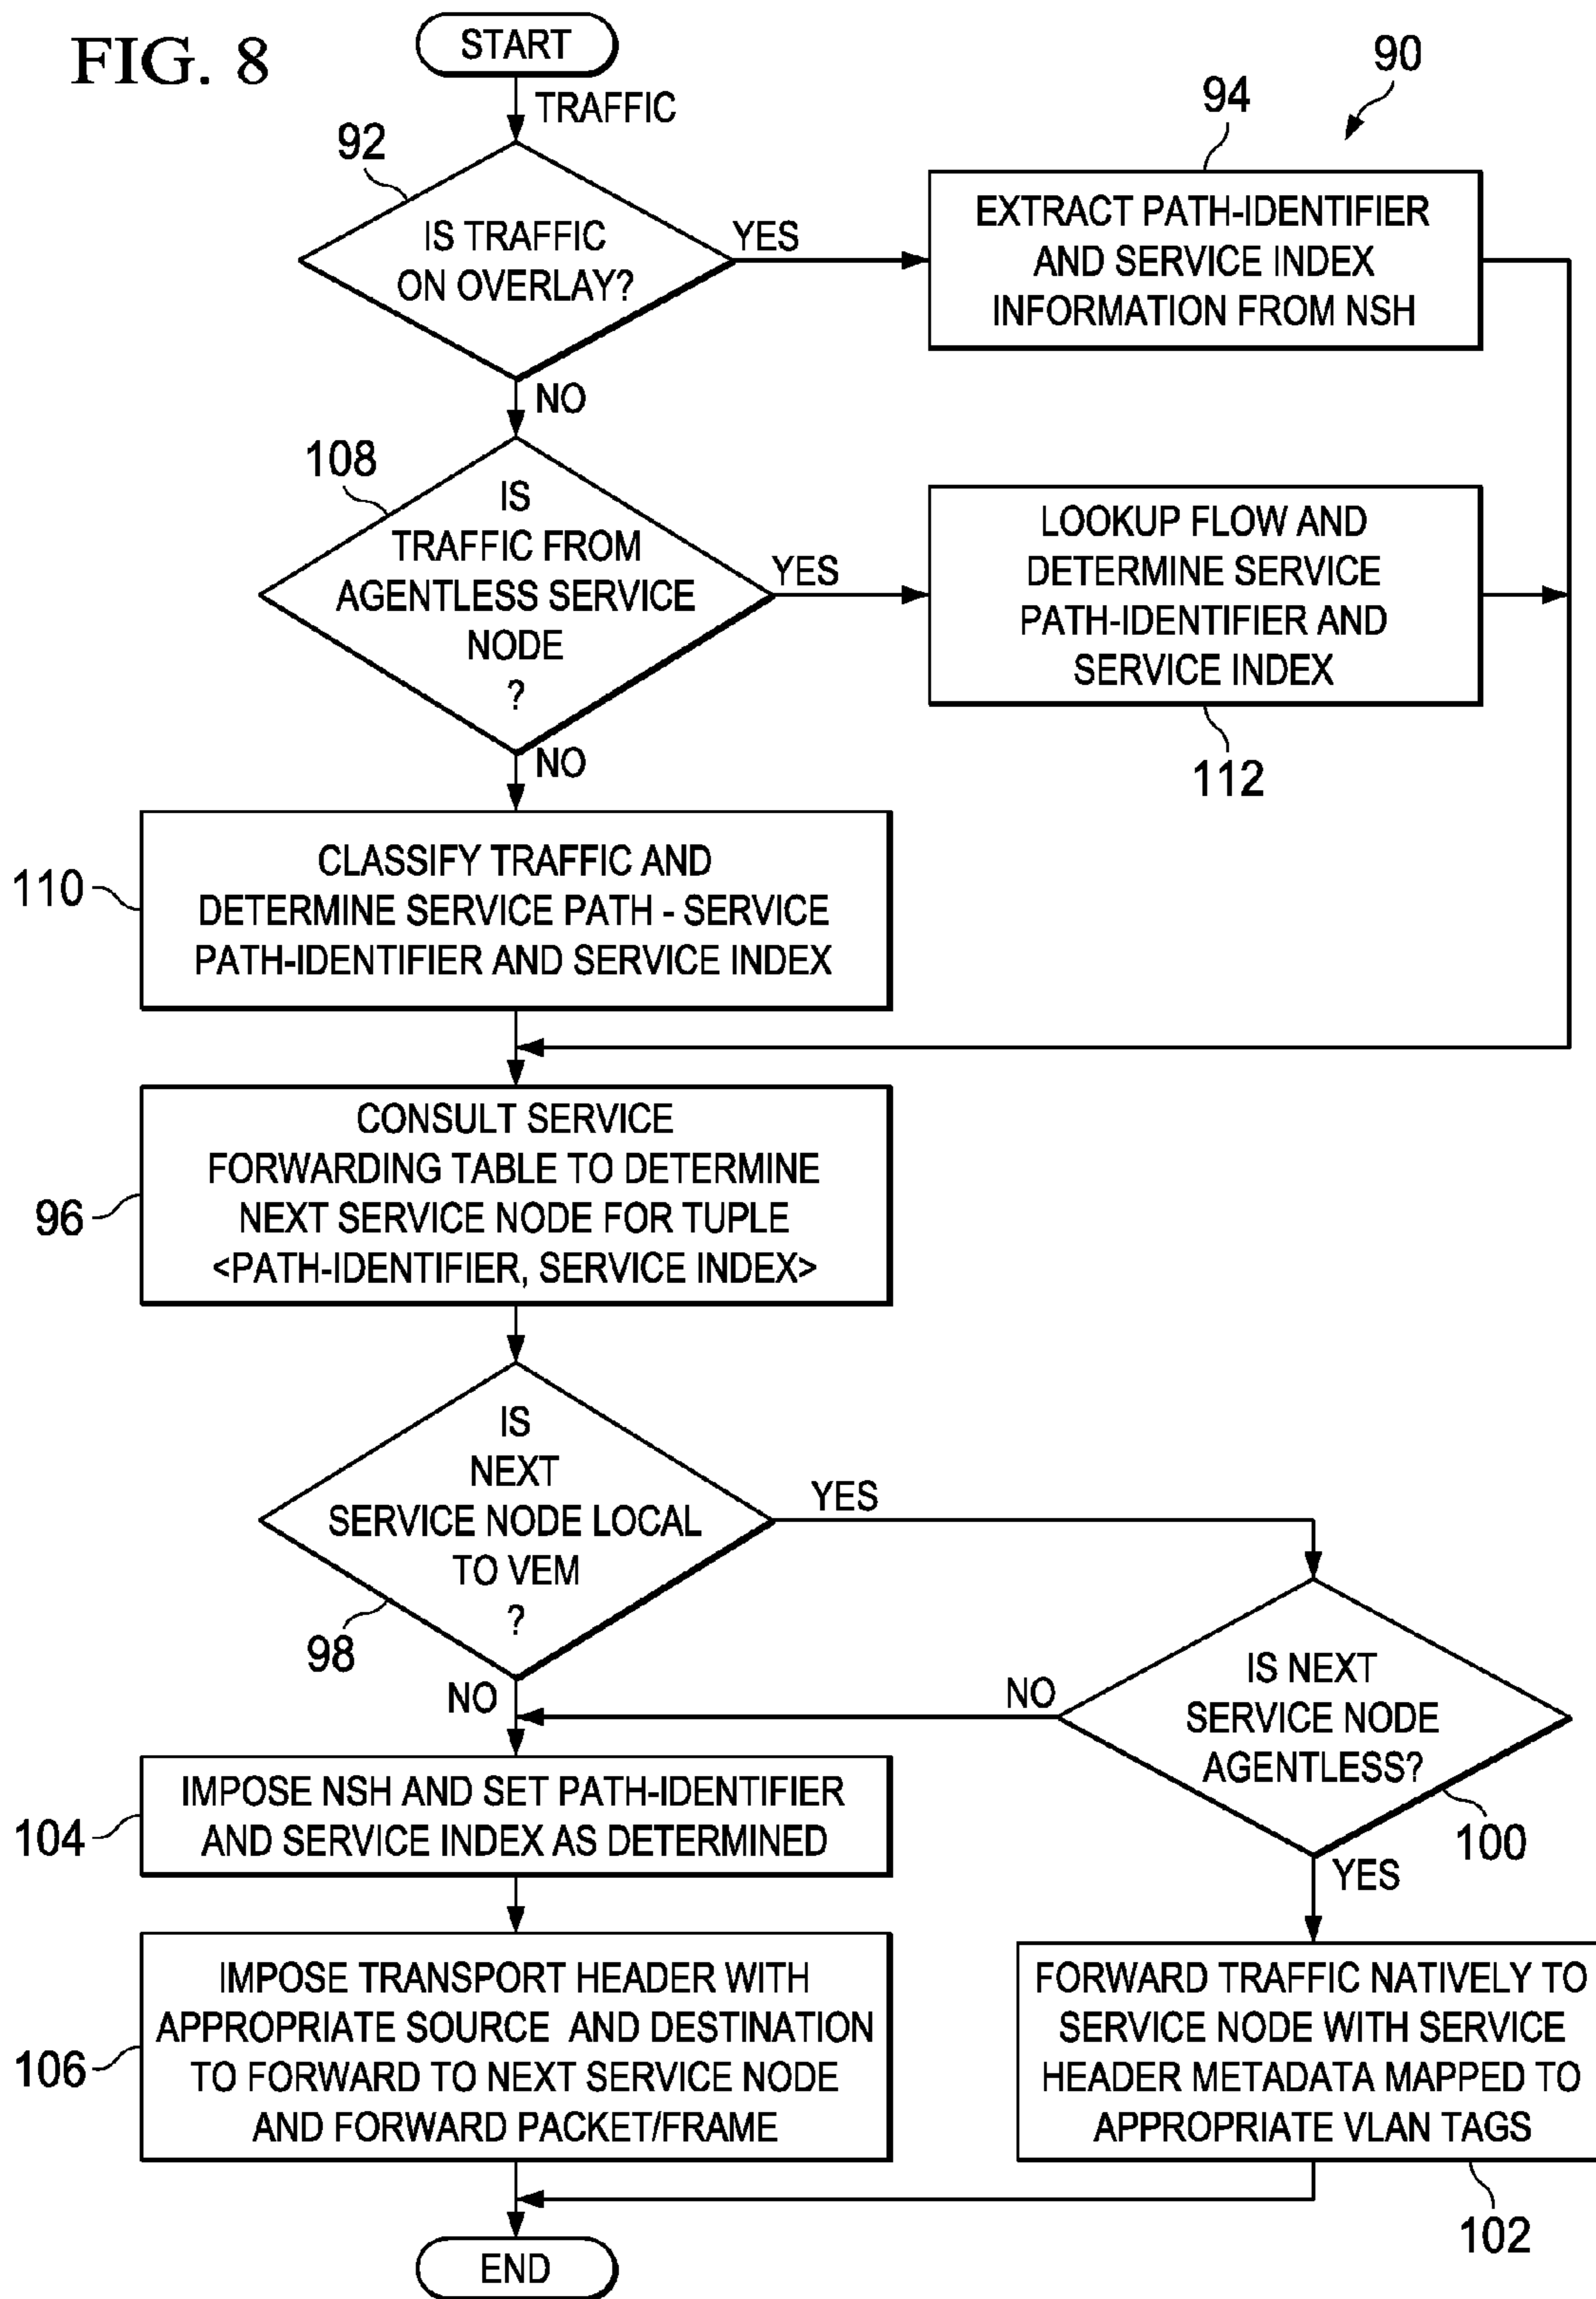 FIG. 8
START
90
TRAFFIC
94
92
IS TRAFFIC
ON OVERLAY?
YES
EXTRACT PATH-IDENTIFIER
AND SERVICE INDEX
INFORMATION FROM NSH
NO
108
IS
TRAFFIC FROM
AGENTLESS SERVICE
NODE
?
YES
LOOKUP FLOW AND
DETERMINE SERVICE
PATH-IDENTIFIER AND
SERVICE INDEX
112
NO
110
CLASSIFY TRAFFIC AND
DETERMINE SERVICE PATH - SERVICE
PATH-IDENTIFIER AND SERVICE INDEX
96
CONSULT SERVICE
FORWARDING TABLE TO DETERMINE
NEXT SERVICE NODE FOR TUPLE
<PATH-IDENTIFIER, SERVICE INDEX>
IS
NEXT
SERVICE NODE LOCAL
TO VEM
?
98
YES
NO
IS NEXT
SERVICE NODE
AGENTLESS?
100
NO
YES
104
IMPOSE NSH AND SET PATH-IDENTIFIER
AND SERVICE INDEX AS DETERMINED
106
IMPOSE TRANSPORT HEADER WITH
APPROPRIATE SOURCE AND DESTINATION
TO FORWARD TO NEXT SERVICE NODE
AND FORWARD PACKET/FRAME
FORWARD TRAFFIC NATIVELY TO
SERVICE NODE WITH SERVICE
HEADER METADATA MAPPED TO
APPROPRIATE VLAN TAGS
102
END